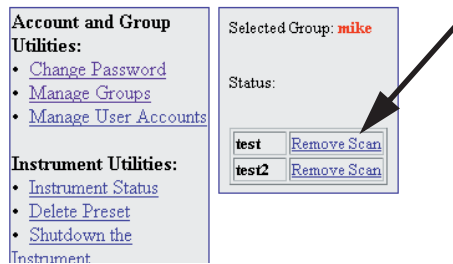 Account and Group
Utilities:
• Change Password
• Manage Groups
• Manage User Accounts
Instrument Utilities:
• Instrument Status
• Delete Preset
• Shutdown the
Instrument
Selected Group: mike
Status:
test Remove Scan
test2 Remove Scan